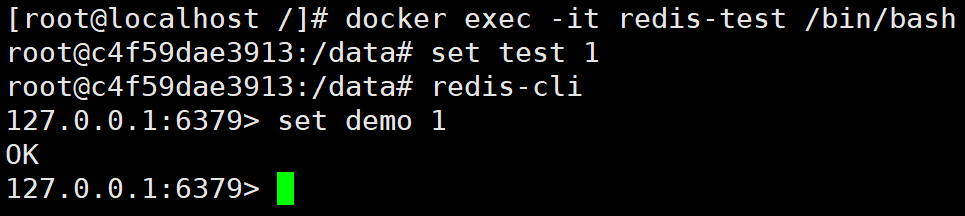 [root@localhost /]# docker exec -it redis-test /bin/bash
root@c4f59dae3913:/data# set test 1
root@c4f59dae3913:/data# redis-cli
127.0.0.1:6379> set demo 1
OK
127.0.0.1:6379>